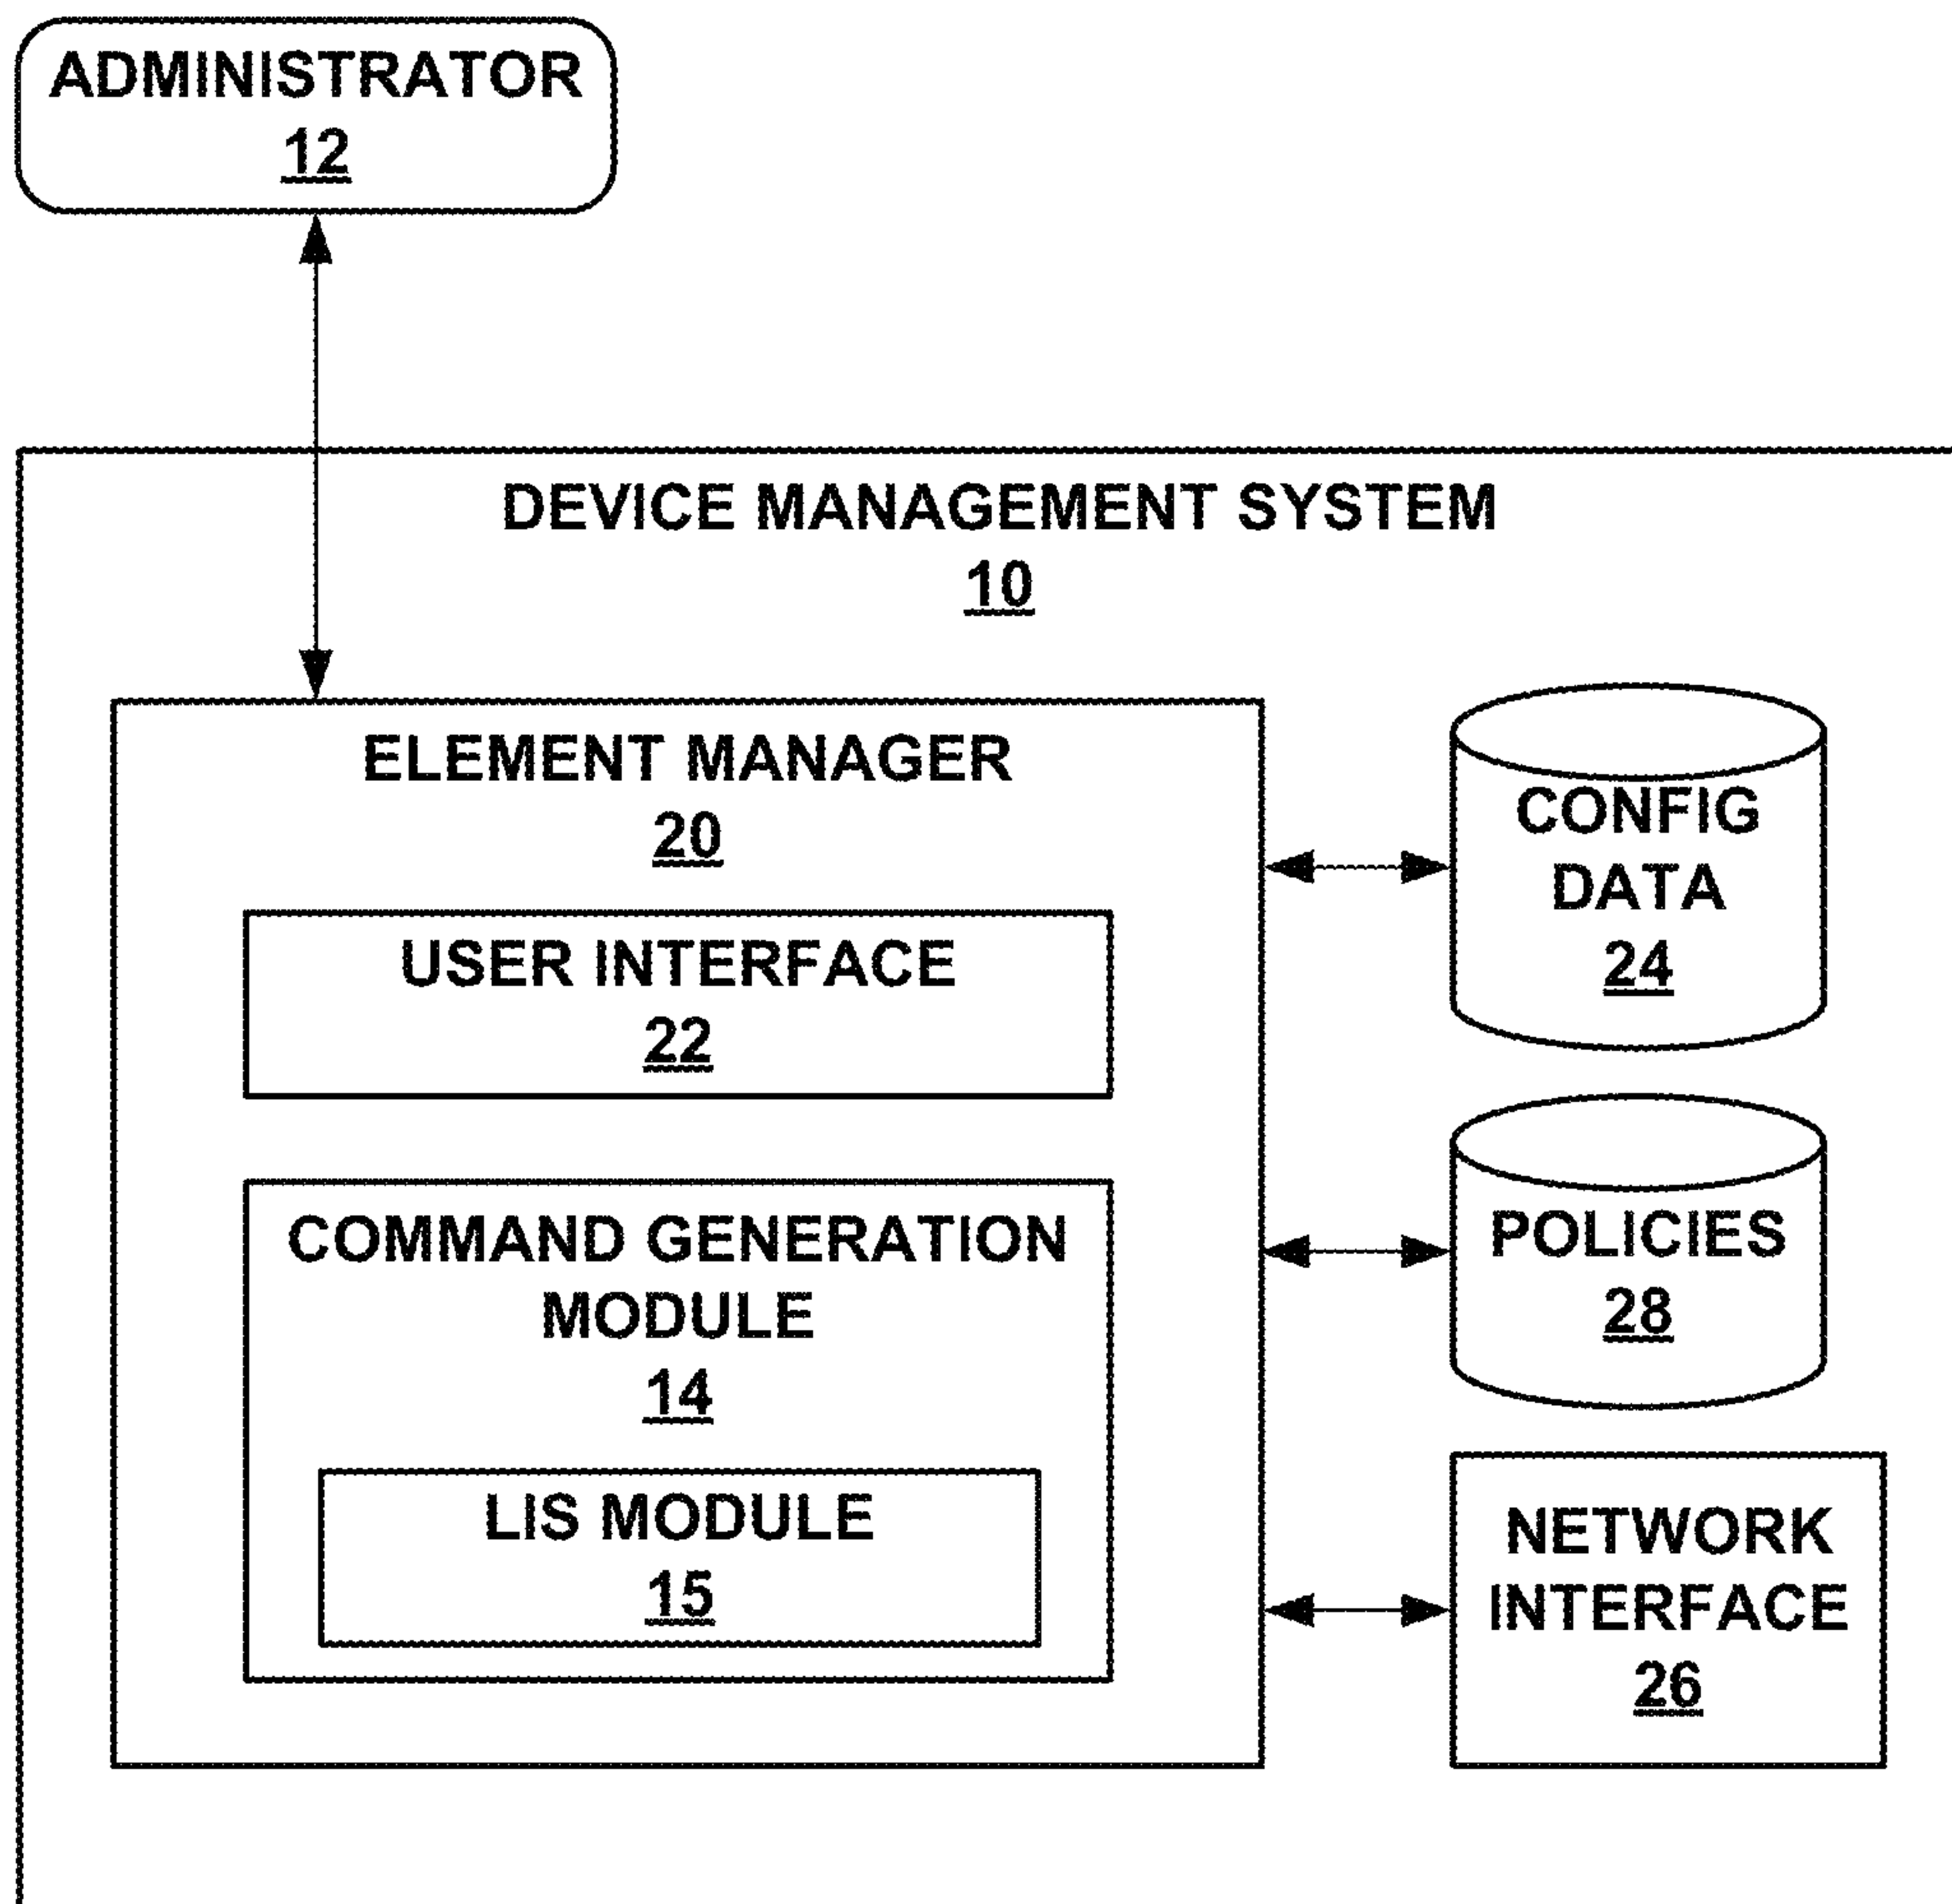 ADMINISTRATOR
12
DEVICE MANAGEMENT SYSTEM
10
ELEMENT MANAGER
20
USER INTERFACE
22
COMMAND GENERATION
MODULE
14
LIS MODULE
15
CONFIG
DATA
24
POLICIES
28
NETWORK
INTERFACE
26